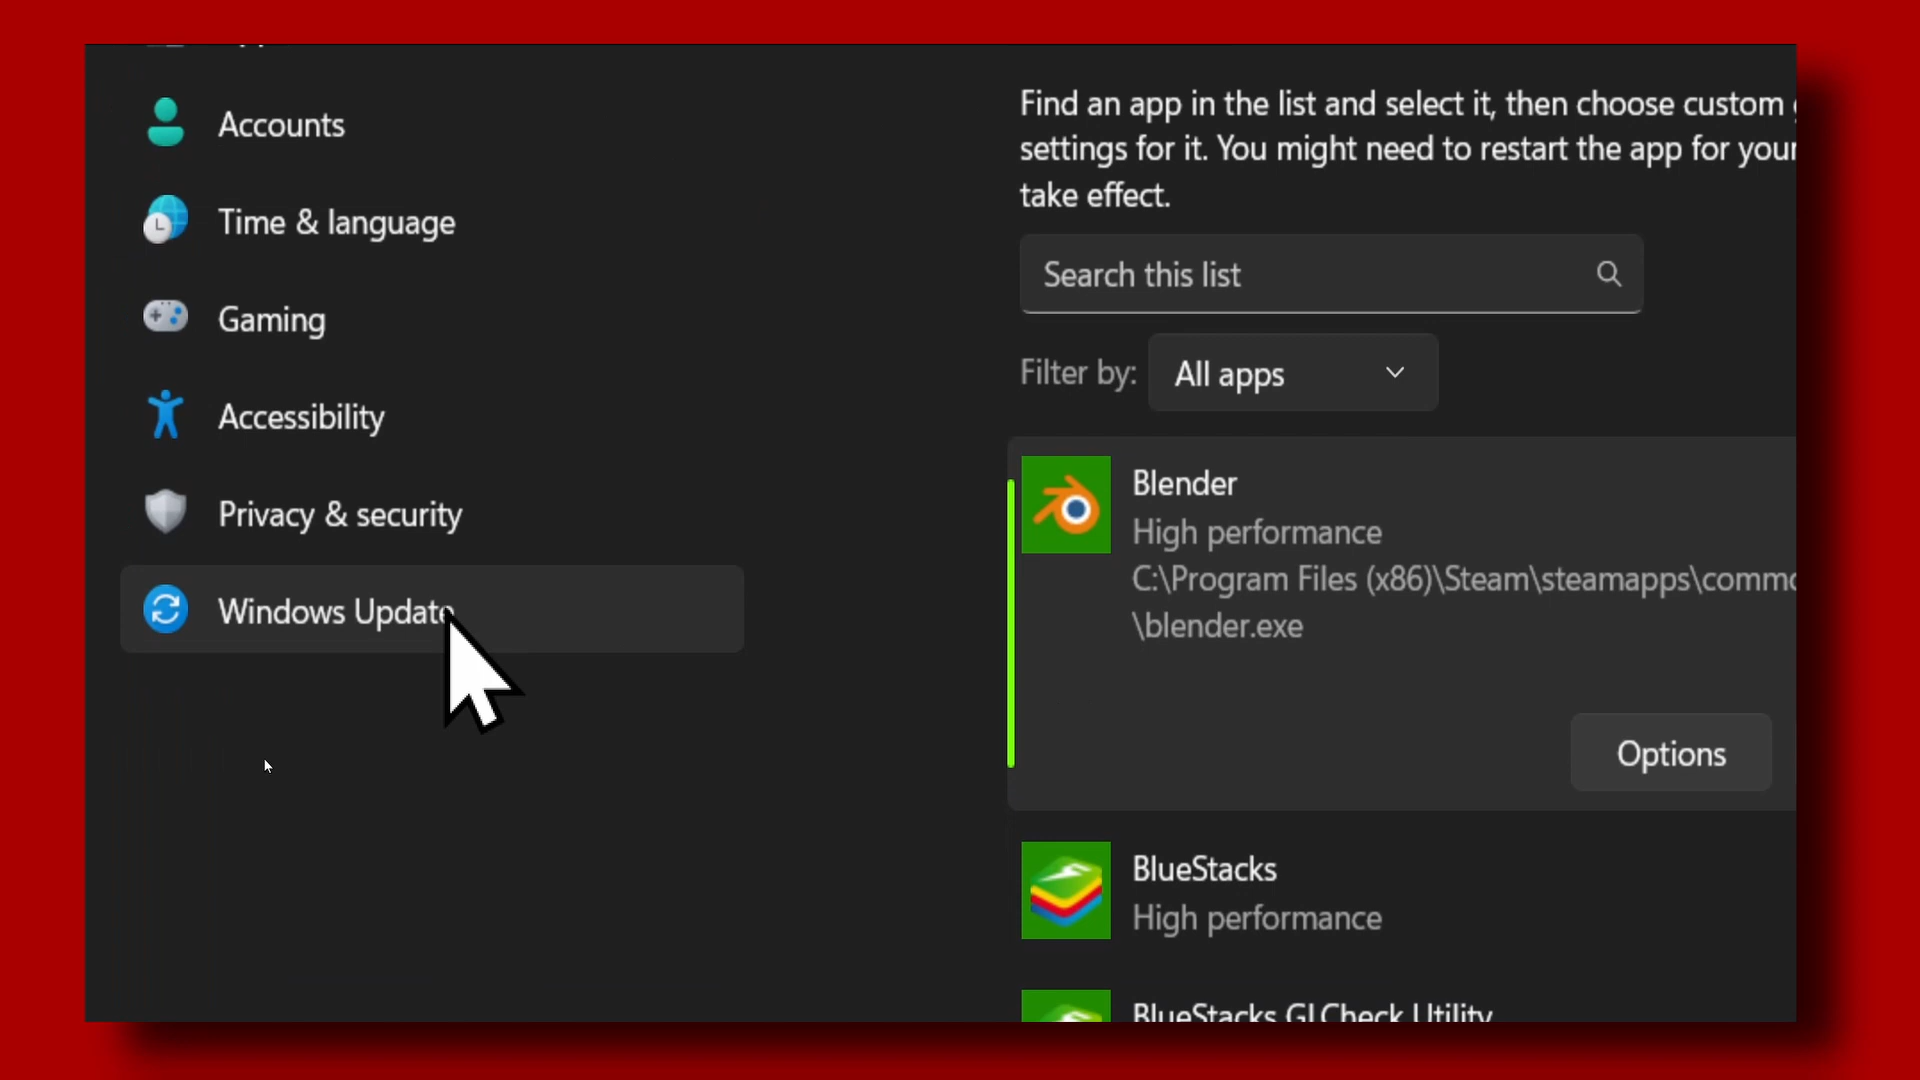 Accounts
Time & language
Gaming
Accessibility
Privacy & security
Windows Update
Find an app in the list and select it, then choose custom
settings for it. You might need to restart the app for your
take effect.
Search this list
Filter by: All apps
Blender
High performance
C:\Program Files (x86)\Steam\steamapps\commo
\blender.exe
Options
BlueStacks
High performance
BlueStacks GLCheck Utility